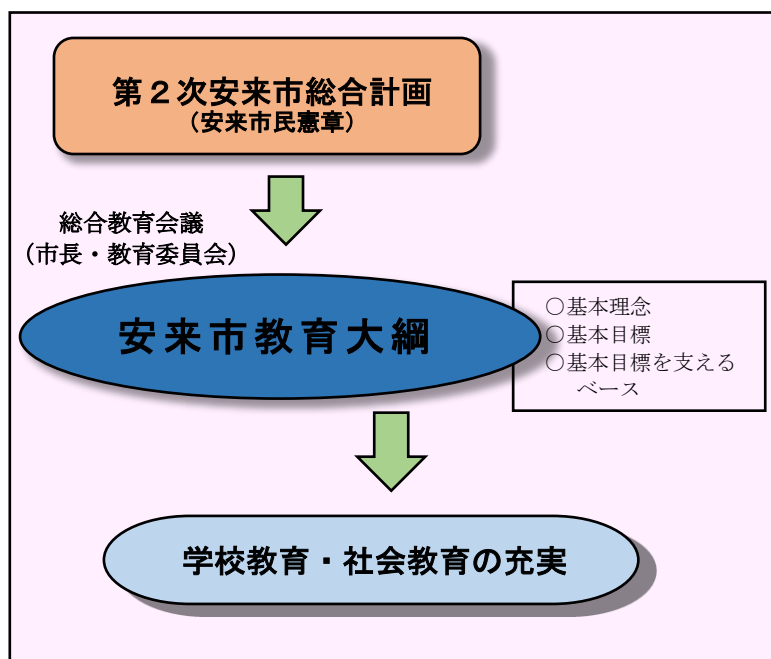 第２次安来市総合計画
（安来市民憲章）
総合教育会議
（市長・教育委員会）
安来市教育大綱
○基本理念
○基本目標
○基本目標を支える
ベース
学校教育・社会教育の充実